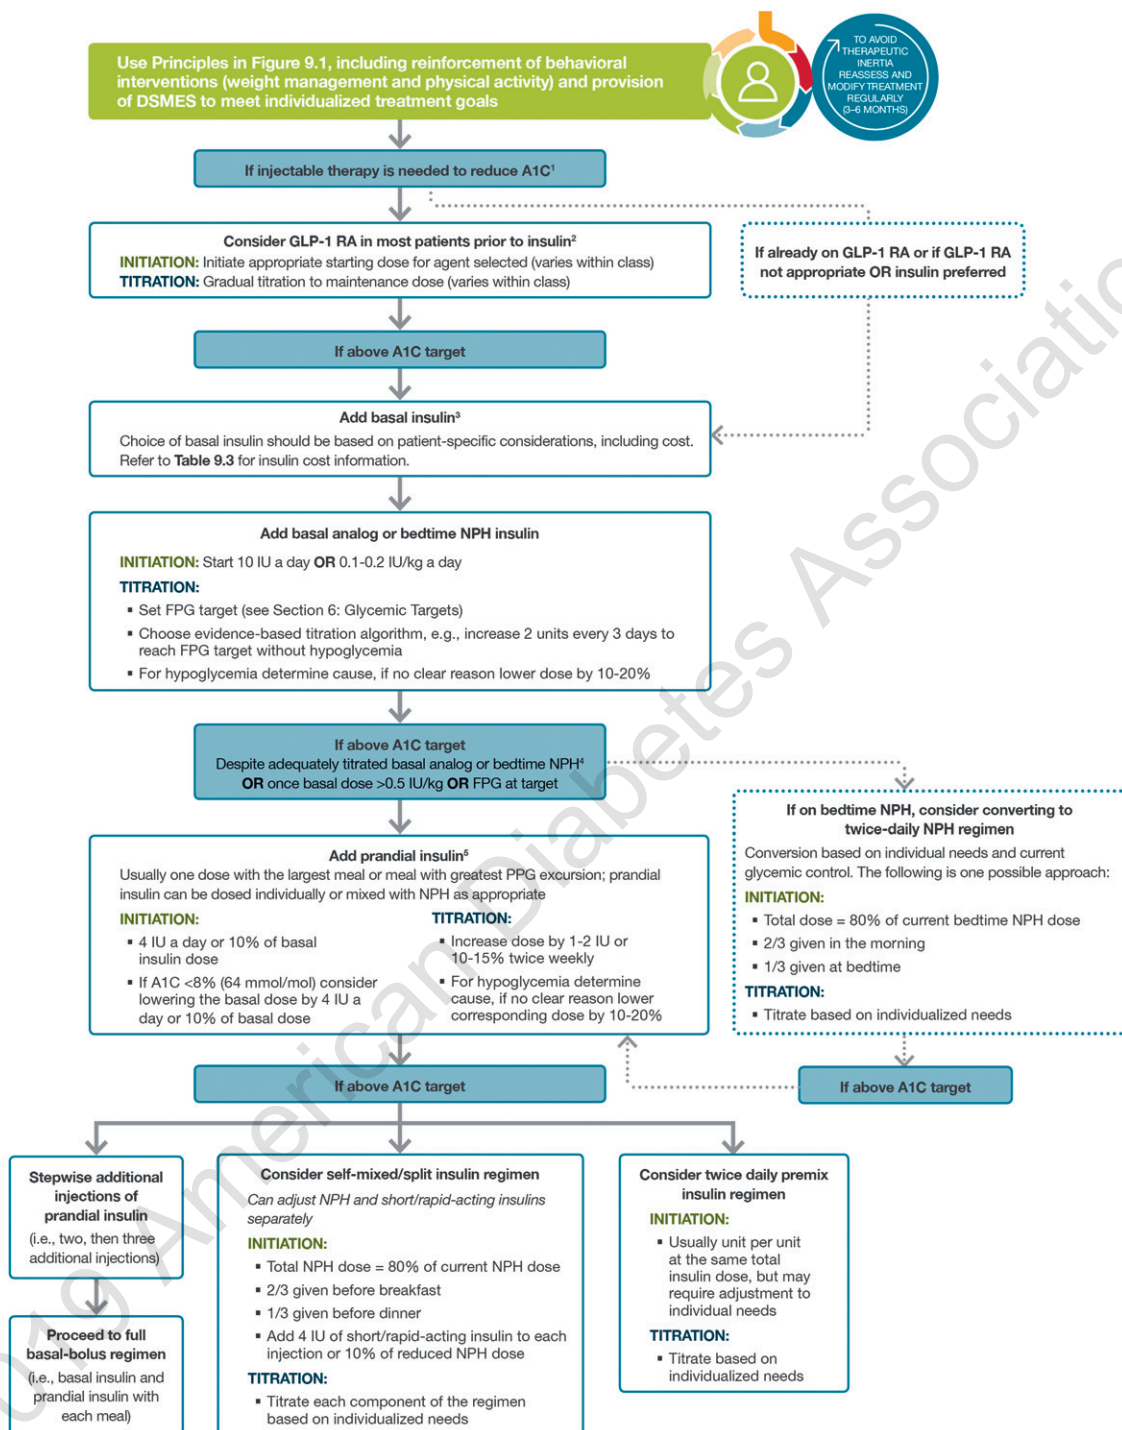 Use Principles in Figure 9.1, including reinforcement of behavioral
interventions (weight management and physical activity) and provision
of DSMES to meet individualized treatment goals
TO AVOID
THERAPEUTIC
INERTIA
REASSESS AND
MODIFY TREATMENT
REGULARLY
(3–6 MONTHS)
If injectable therapy is needed to reduce A1C¹
Consider GLP-1 RA in most patients prior to insulin²
INITIATION: Initiate appropriate starting dose for agent selected (varies within class)
TITRATION: Gradual titration to maintenance dose (varies within class)
If already on GLP-1 RA or if GLP-1 RA
not appropriate OR insulin preferred
If above A1C target
Add basal insulin³
Choice of basal insulin should be based on patient-specific considerations, including cost.
Refer to Table 9.3 for insulin cost information.
Add basal analog or bedtime NPH insulin
INITIATION: Start 10 IU a day OR 0.1-0.2 IU/kg a day
TITRATION:
▪ Set FPG target (see Section 6: Glycemic Targets)
▪ Choose evidence-based titration algorithm, e.g., increase 2 units every 3 days to
reach FPG target without hypoglycemia
▪ For hypoglycemia determine cause, if no clear reason lower dose by 10-20%
If above A1C target
Despite adequately titrated basal analog or bedtime NPH⁴
OR once basal dose >0.5 IU/kg OR FPG at target
If on bedtime NPH, consider converting to
twice-daily NPH regimen
Conversion based on individual needs and current
glycemic control. The following is one possible approach:
INITIATION:
▪ Total dose = 80% of current bedtime NPH dose
▪ 2/3 given in the morning
▪ 1/3 given at bedtime
TITRATION:
▪ Titrate based on individualized needs
Add prandial insulin⁵
Usually one dose with the largest meal or meal with greatest PPG excursion; prandial
insulin can be dosed individually or mixed with NPH as appropriate
INITIATION:
▪ 4 IU a day or 10% of basal
insulin dose
▪ If A1C <8% (64 mmol/mol) consider
lowering the basal dose by 4 IU a
day or 10% of basal dose
TITRATION:
▪ Increase dose by 1-2 IU or
10-15% twice weekly
▪ For hypoglycemia determine
cause, if no clear reason lower
corresponding dose by 10-20%
If above A1C target
If above A1C target
Stepwise additional
injections of
prandial insulin
(i.e., two, then three
additional injections)
Proceed to full
basal-bolus regimen
(i.e., basal insulin and
prandial insulin with
each meal)
Consider self-mixed/split insulin regimen
Can adjust NPH and short/rapid-acting insulins
separately
INITIATION:
▪ Total NPH dose = 80% of current NPH dose
▪ 2/3 given before breakfast
▪ 1/3 given before dinner
▪ Add 4 IU of short/rapid-acting insulin to each
injection or 10% of reduced NPH dose
TITRATION:
▪ Titrate each component of the regimen
based on individualized needs
Consider twice daily premix
insulin regimen
INITIATION:
▪ Usually unit per unit
at the same total
insulin dose, but may
require adjustment to
individual needs
TITRATION:
▪ Titrate based on
individualized needs
019 American Diabetes Associatio